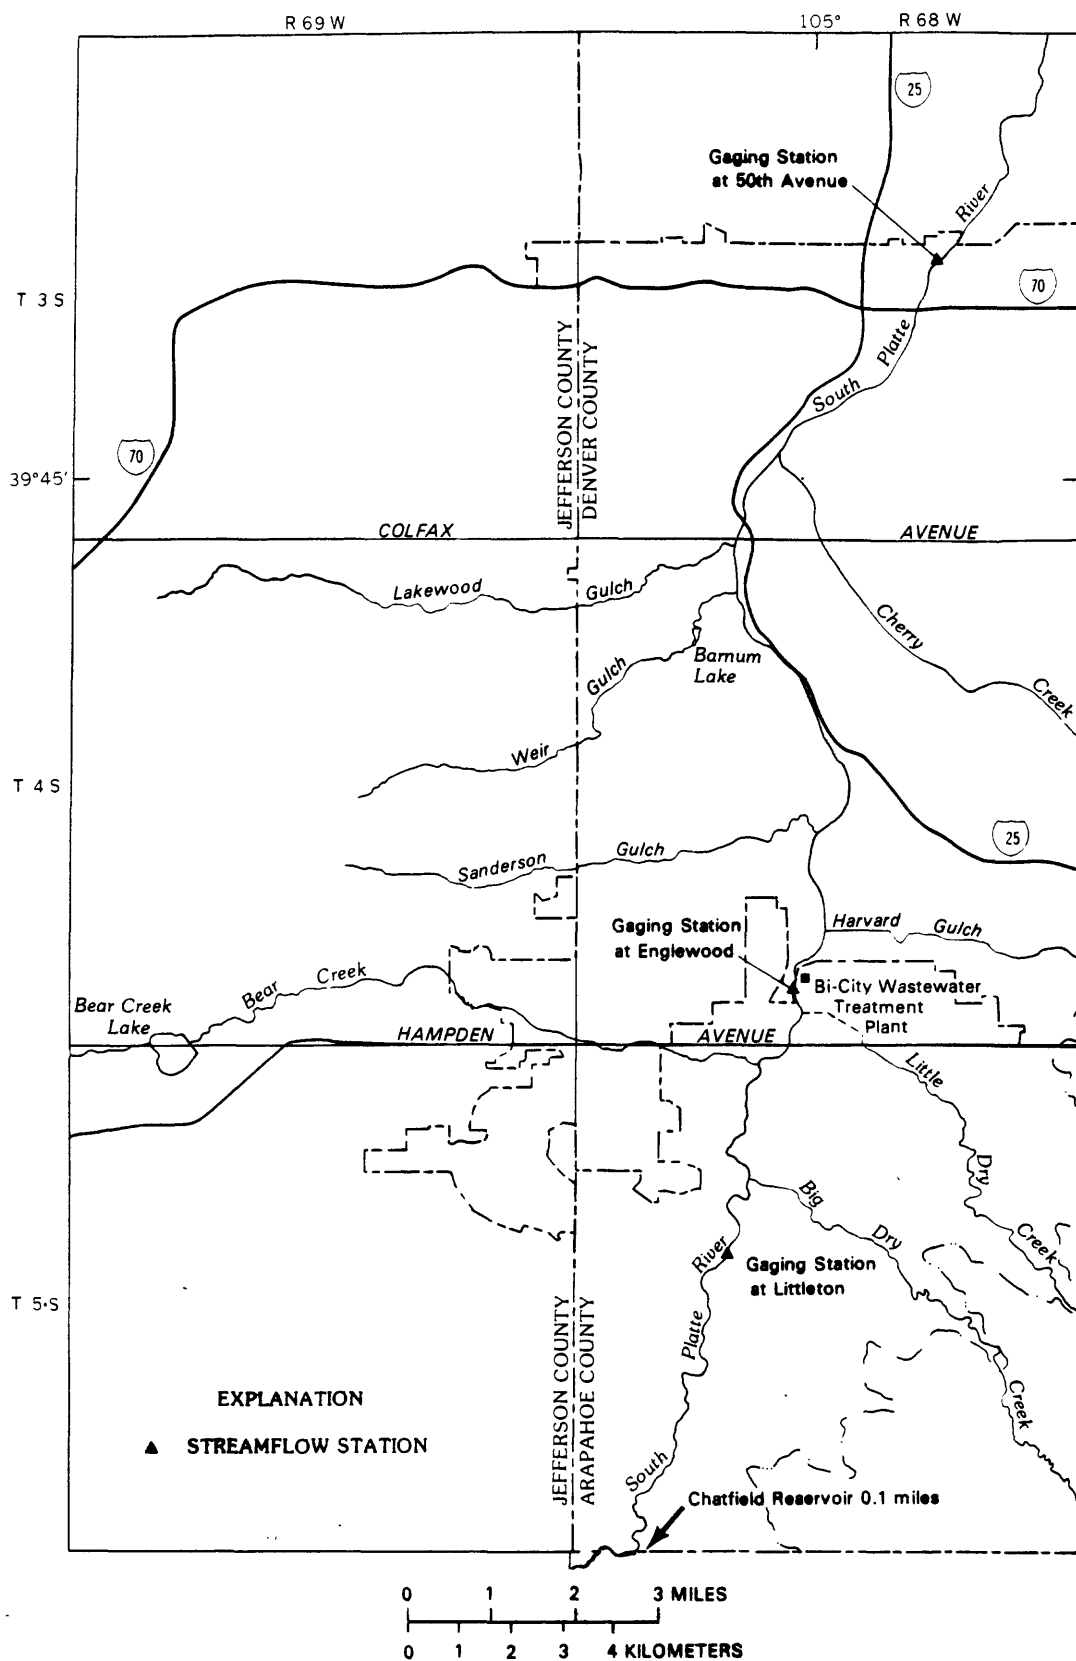 R 69 W
105°
R 68 W
25
Gaging Station
at 50th Avenue
River
T 3 S
70
70
Platte
South
JEFFERSON COUNTY
DENVER COUNTY
70
39°45'
COLFAX
AVENUE
Lakewood
Gulch
Cherry
Creek
Barnum
Lake
Gulch
Weir
T 4 S
25
Sanderson
Gulch
Harvard
Gulch
Gaging Station
at Englewood
Bi-City Wastewater
Treatment
Plant
Bear
Creek
Bear Creek
Lake
HAMPDEN
AVENUE
Little
Dry
Creek
Big
Dry
Creek
River
Gaging Station
at Littleton
T 5·S
Platte
South
JEFFERSON COUNTY
ARAPAHOE COUNTY
EXPLANATION
STREAMFLOW STATION
Chatfield Reservoir 0.1 miles
0 1 2 3 MILES
0 1 2 3 4 KILOMETERS